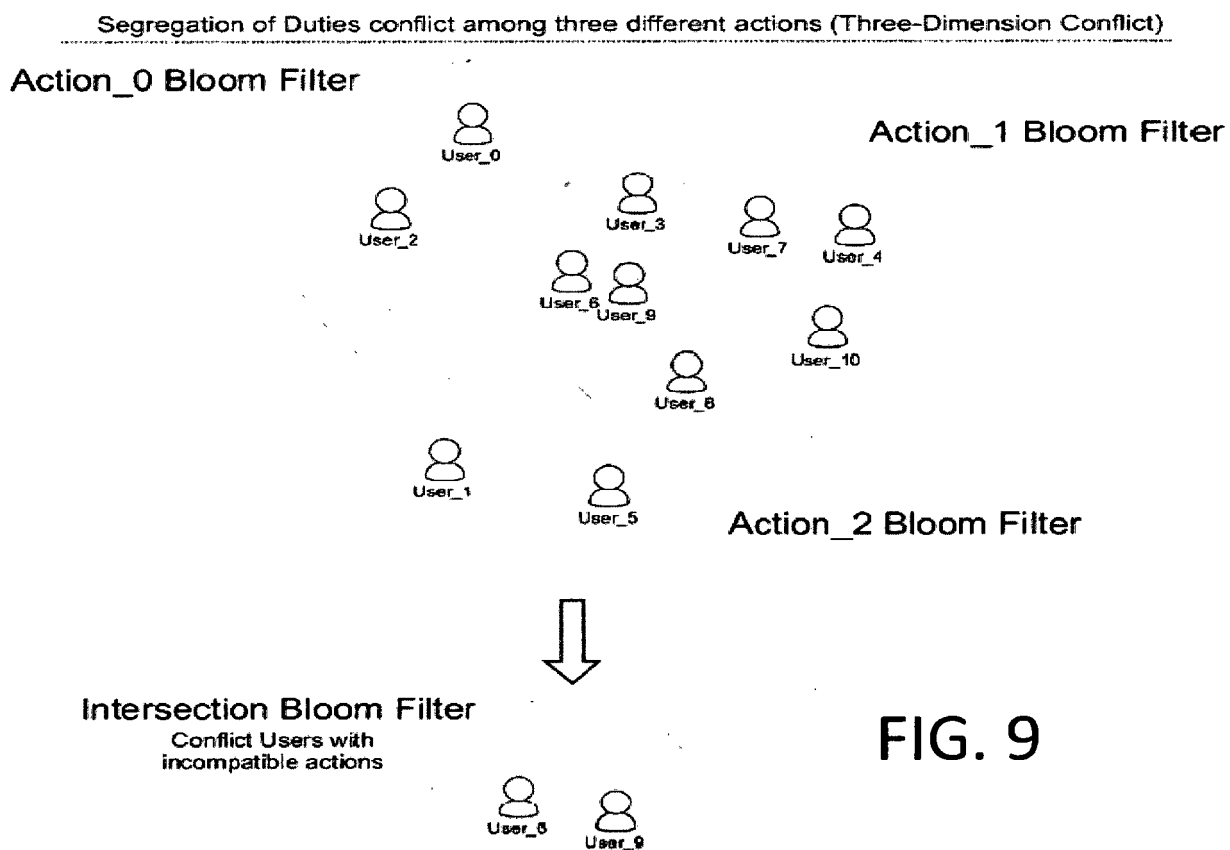 Segregation of Duties conflict among three different actions (Three-Dimension Conflict)
Action_0 Bloom Filter
Action_1 Bloom Filter
User_0
User_3
User_2
User_7
User_4
User_6
User_9
User_10
User_8
User_1
User_5
Action_2 Bloom Filter
Intersection Bloom Filter
Conflict Users with
incompatible actions
FIG. 9
User_6
User_9